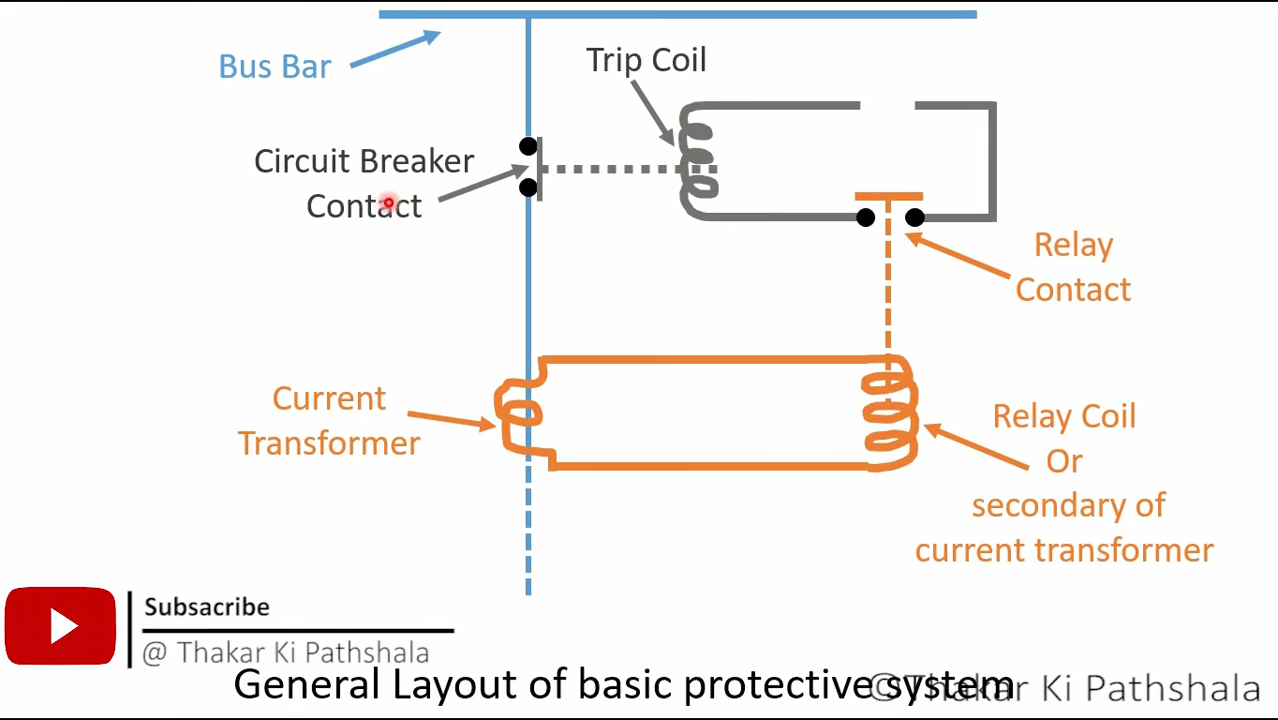 Bus Bar
Trip Coil
Circuit Breaker
Contact
Relay
Contact
Current
Transformer
Relay Coil
Or
secondary of
current transformer
Subsacribe
@ Thakar Ki Pathshala
General Layout of basic protective system
©Thakar Ki Pathshala